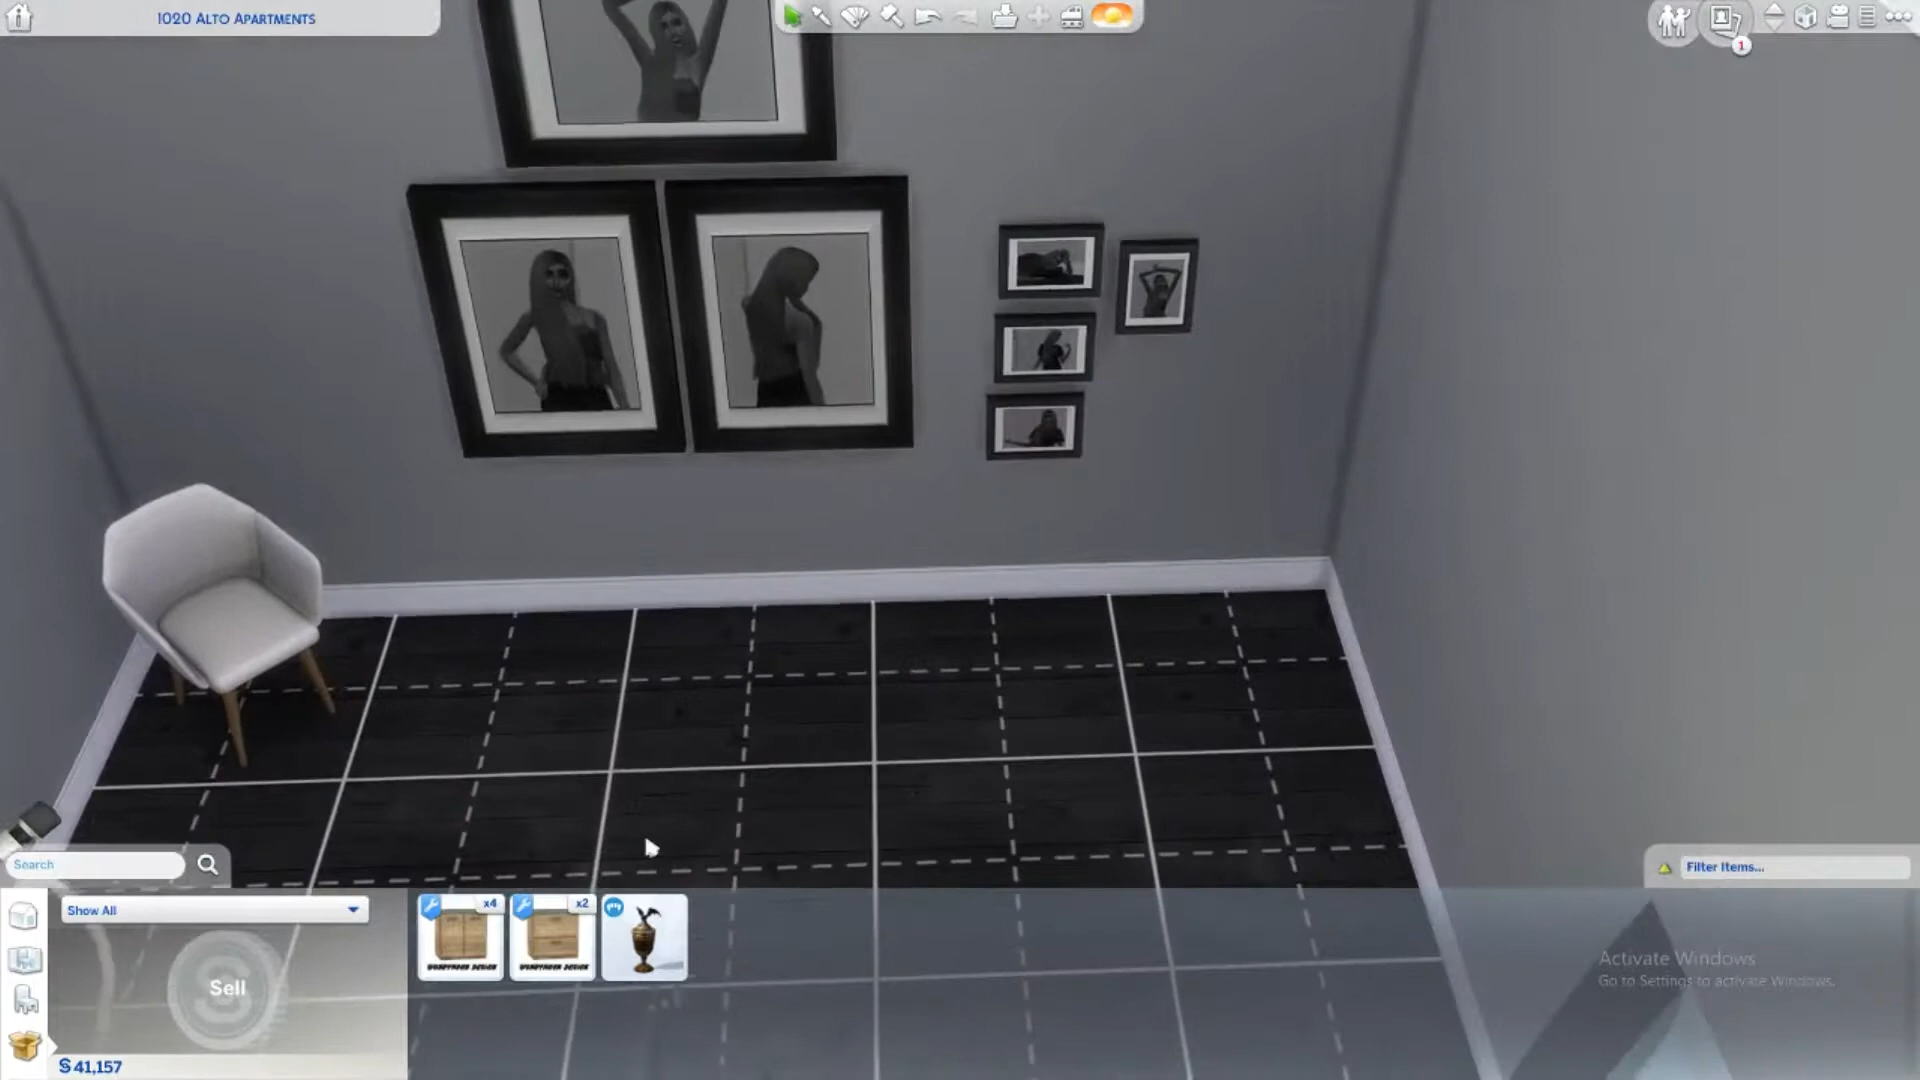 1020 Alto Apartments
1
Search
Filter Items...
Show All
x4
x2
Sell
§41,157
Activate Windows
Go to Settings to activate Windows.